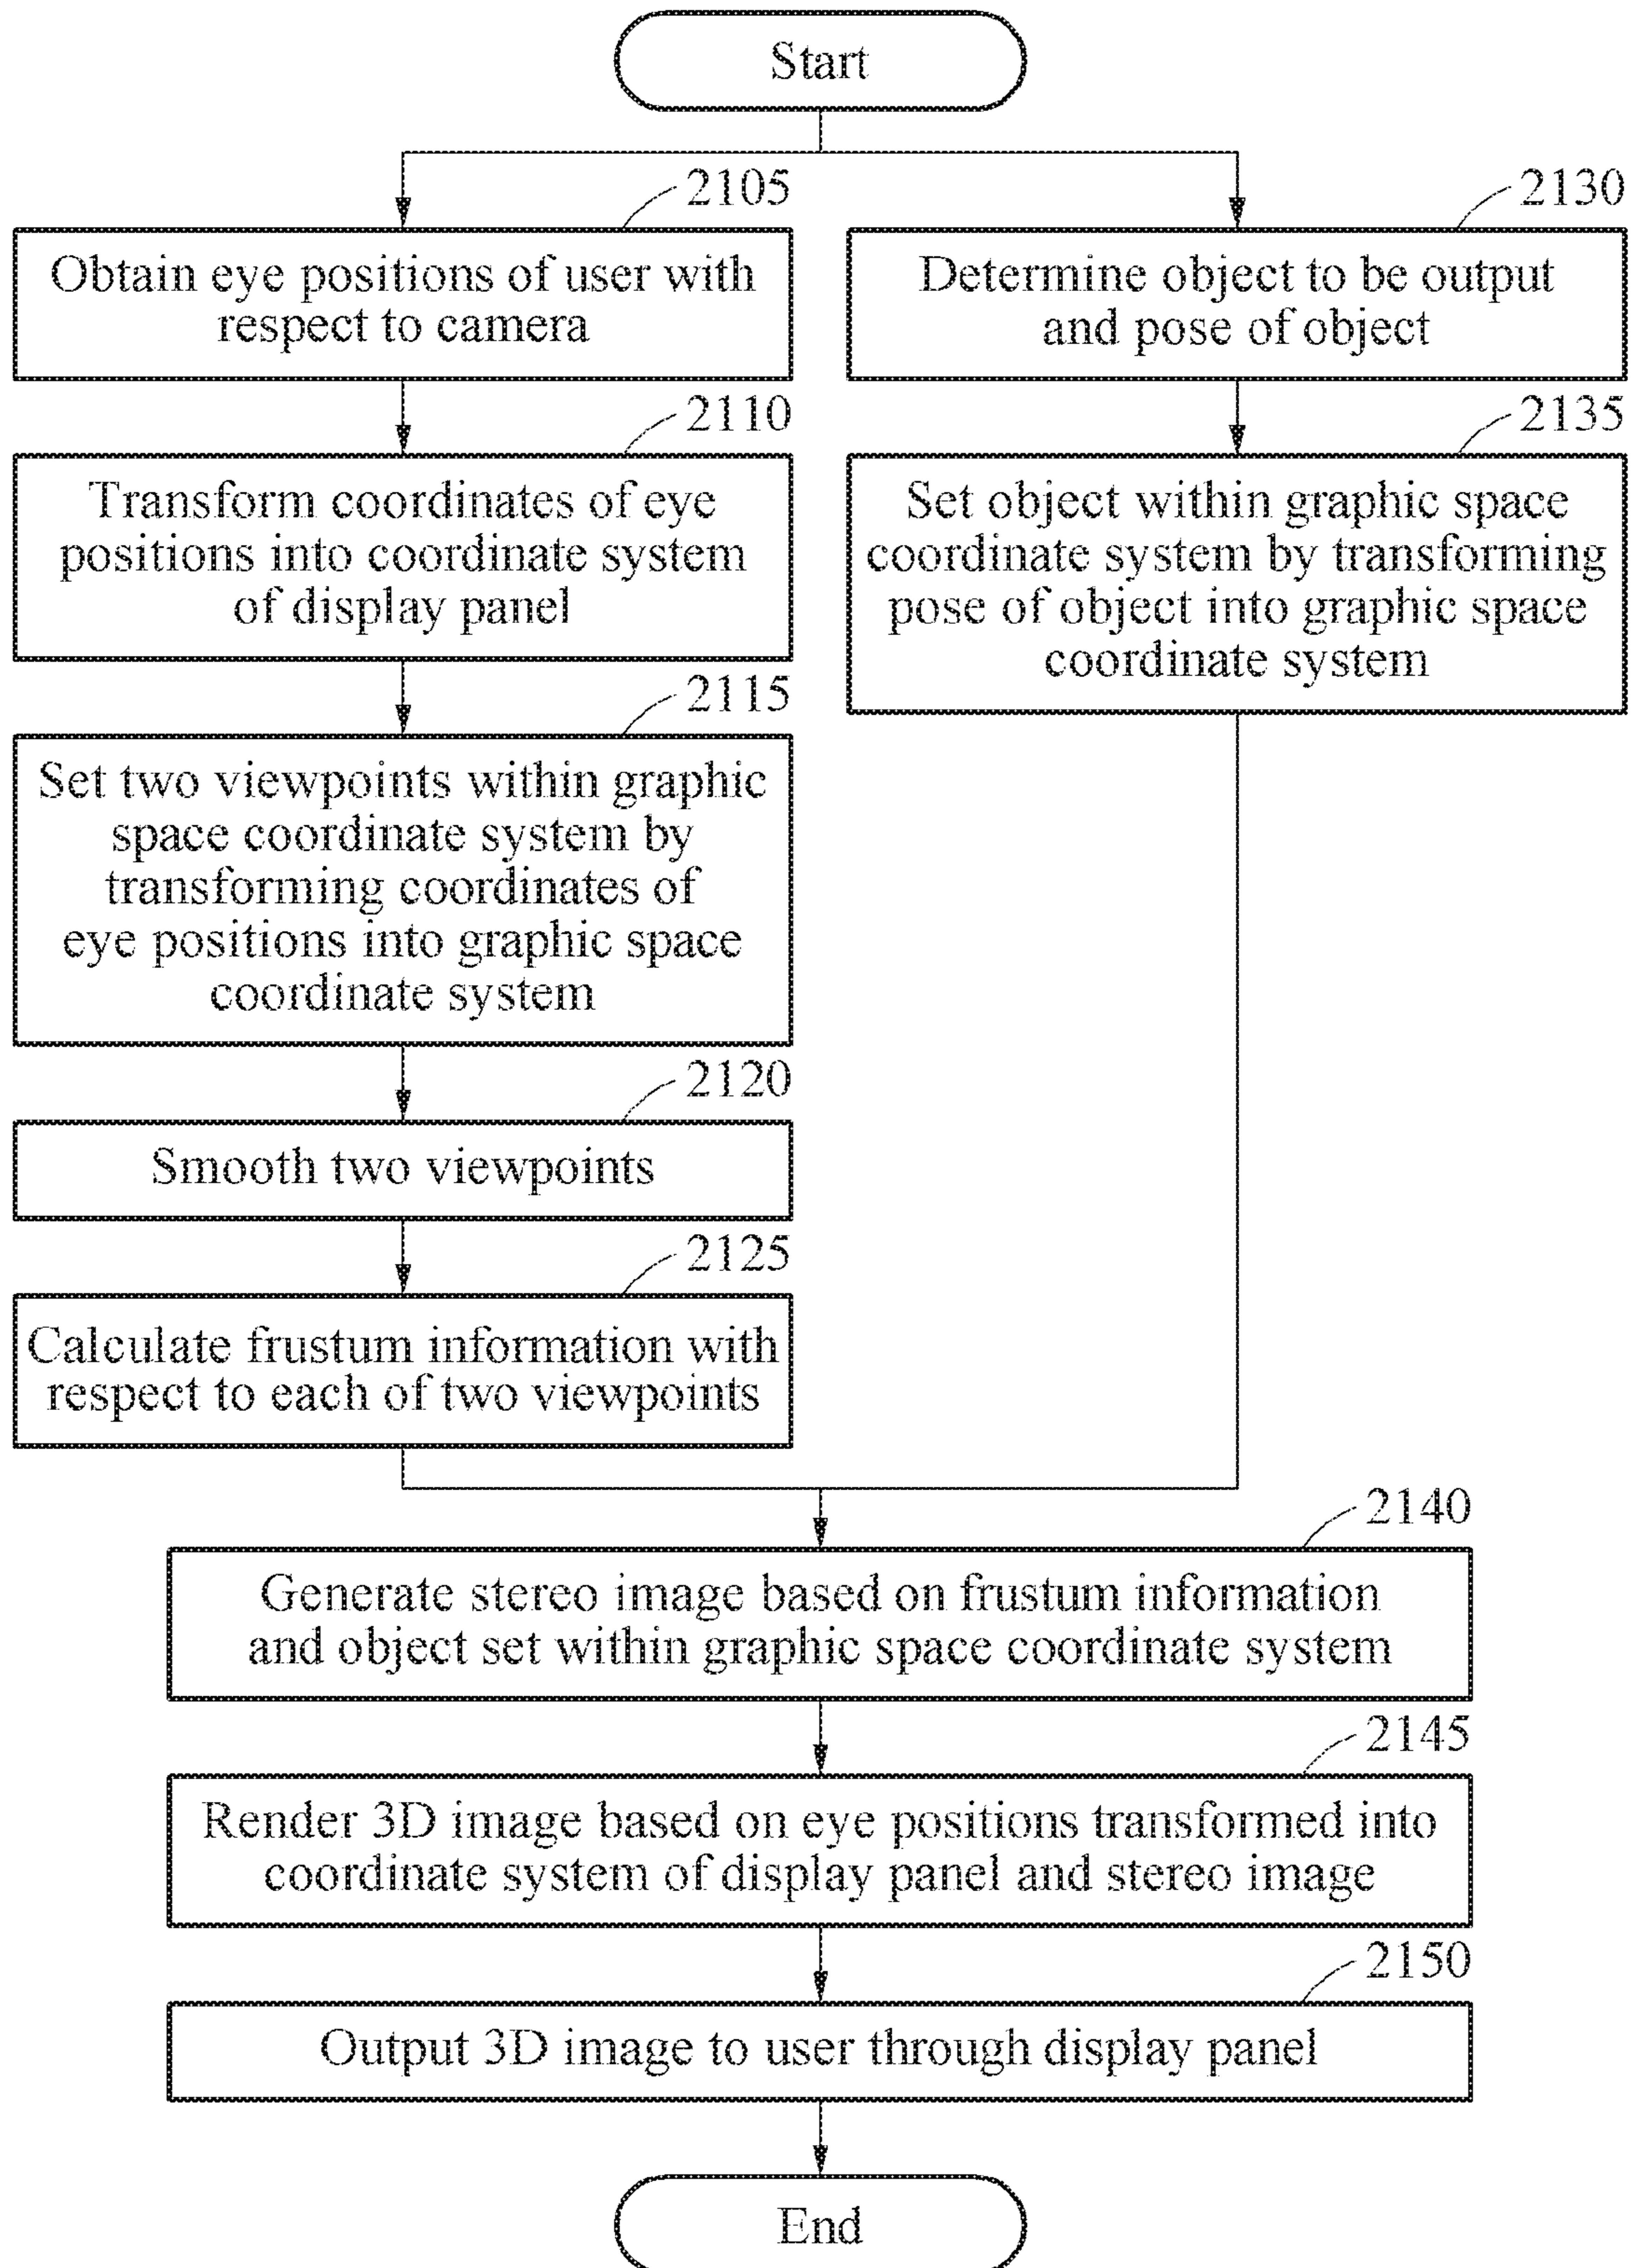 Start
2105
Obtain eye positions of user with
respect to camera
2110
Transform coordinates of eye
positions into coordinate system
of display panel
2115
Set two viewpoints within graphic
space coordinate system by
transforming coordinates of
eye positions into graphic space
coordinate system
2120
Smooth two viewpoints
2125
Calculate frustum information with
respect to each of two viewpoints
2130
Determine object to be output
and pose of object
2135
Set object within graphic space
coordinate system by transforming
pose of object into graphic space
coordinate system
2140
Generate stereo image based on frustum information
and object set within graphic space coordinate system
2145
Render 3D image based on eye positions transformed into
coordinate system of display panel and stereo image
2150
Output 3D image to user through display panel
End